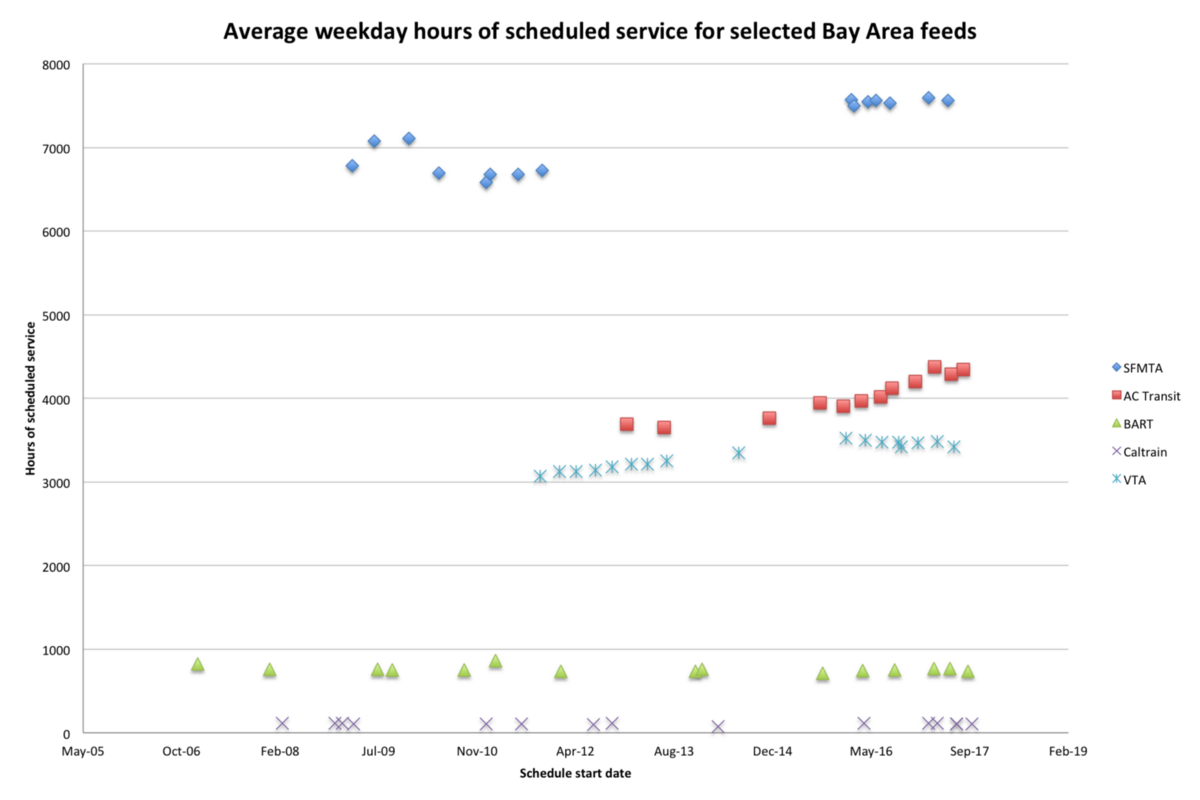 Average weekday hours of scheduled service for selected Bay Area feeds
8000
7000
6000
5000
4000
3000
2000
1000
0
Hours of scheduled service
May-05 Oct-06 Feb-08 Jul-09 Nov-10 Apr-12 Aug-13 Dec-14 May-16 Sep-17 Feb-19
Schedule start date
SFMTA
AC Transit
BART
Caltrain
VTA